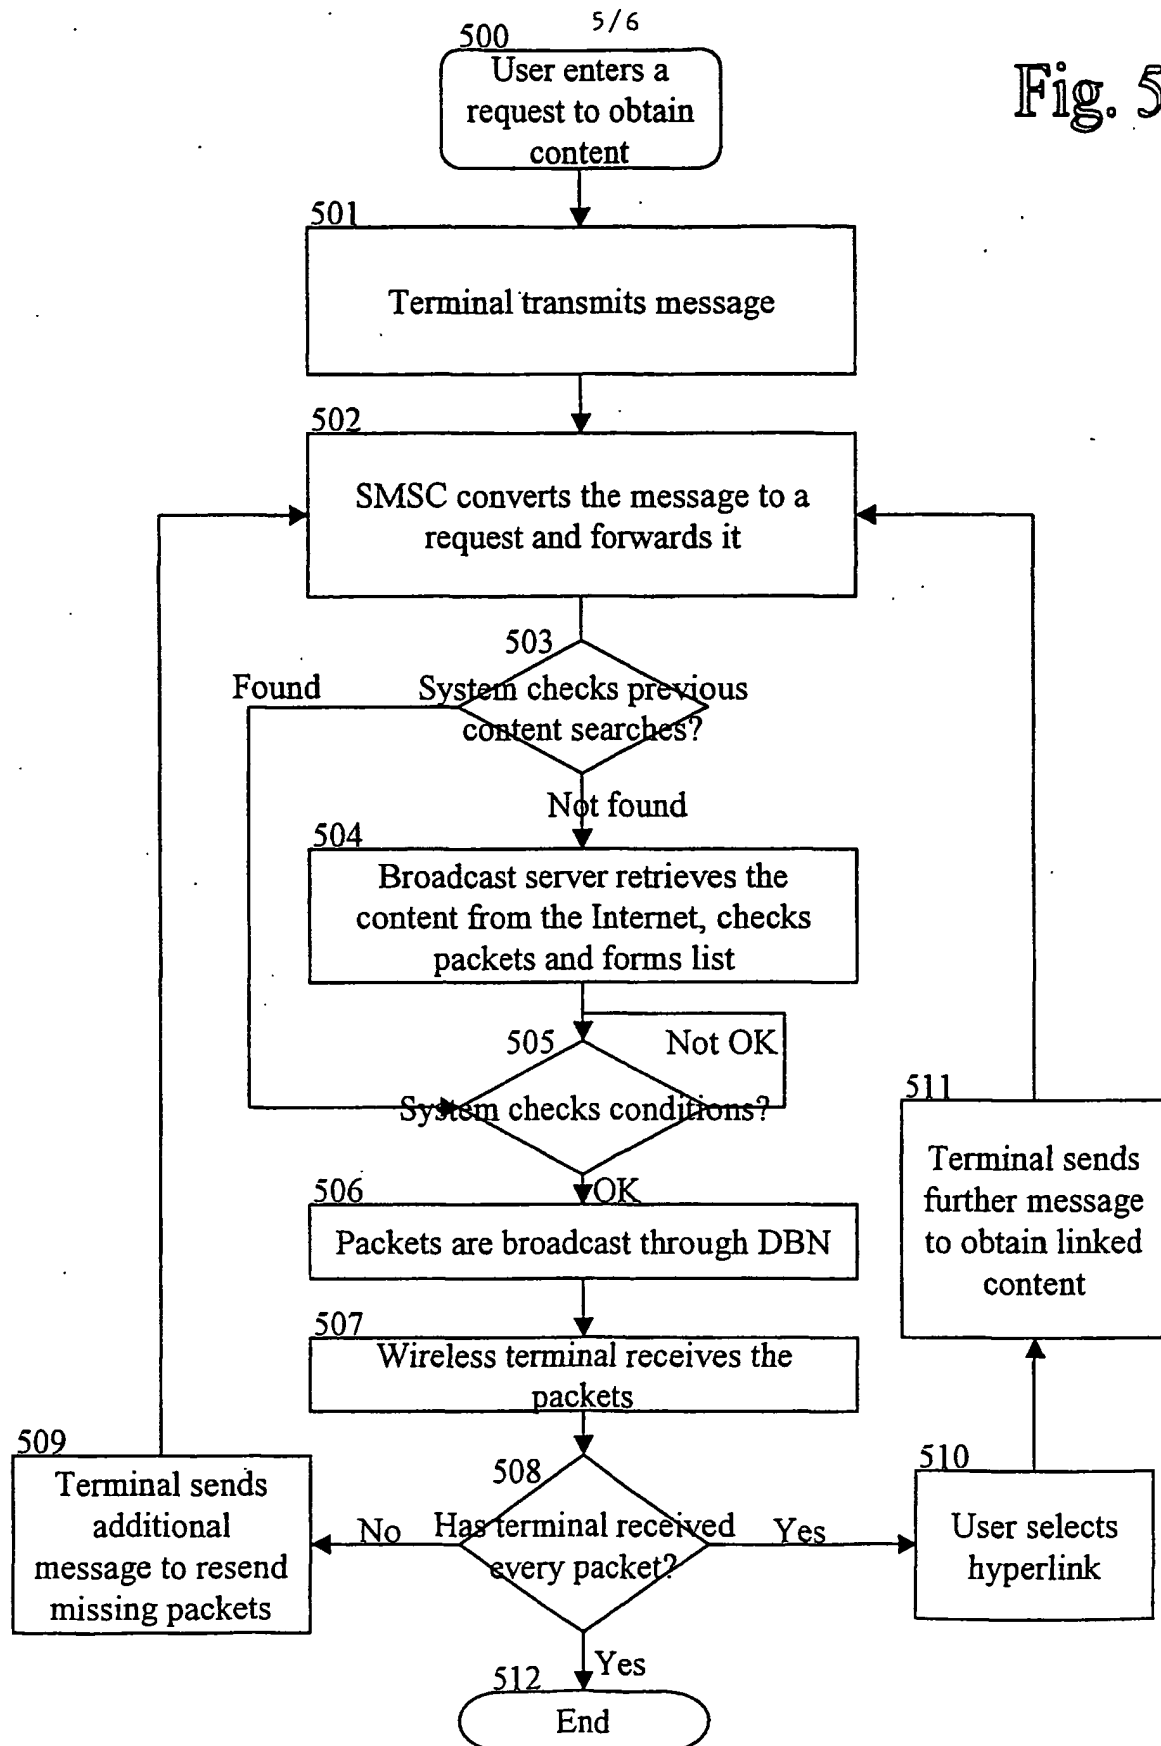 5/6
Fig. 5
500
User enters a
request to obtain
content
501
Terminal transmits message
502
SMSC converts the message to a
request and forwards it
503
Found
System checks previous
content searches?
Not found
504
Broadcast server retrieves the
content from the Internet, checks
packets and forms list
505
Not OK
System checks conditions?
OK
506
Packets are broadcast through DBN
507
Wireless terminal receives the
packets
508
Has terminal received
every packet?
No
Yes
509
Terminal sends
additional
message to resend
missing packets
510
User selects
hyperlink
511
Terminal sends
further message
to obtain linked
content
Yes
512
End